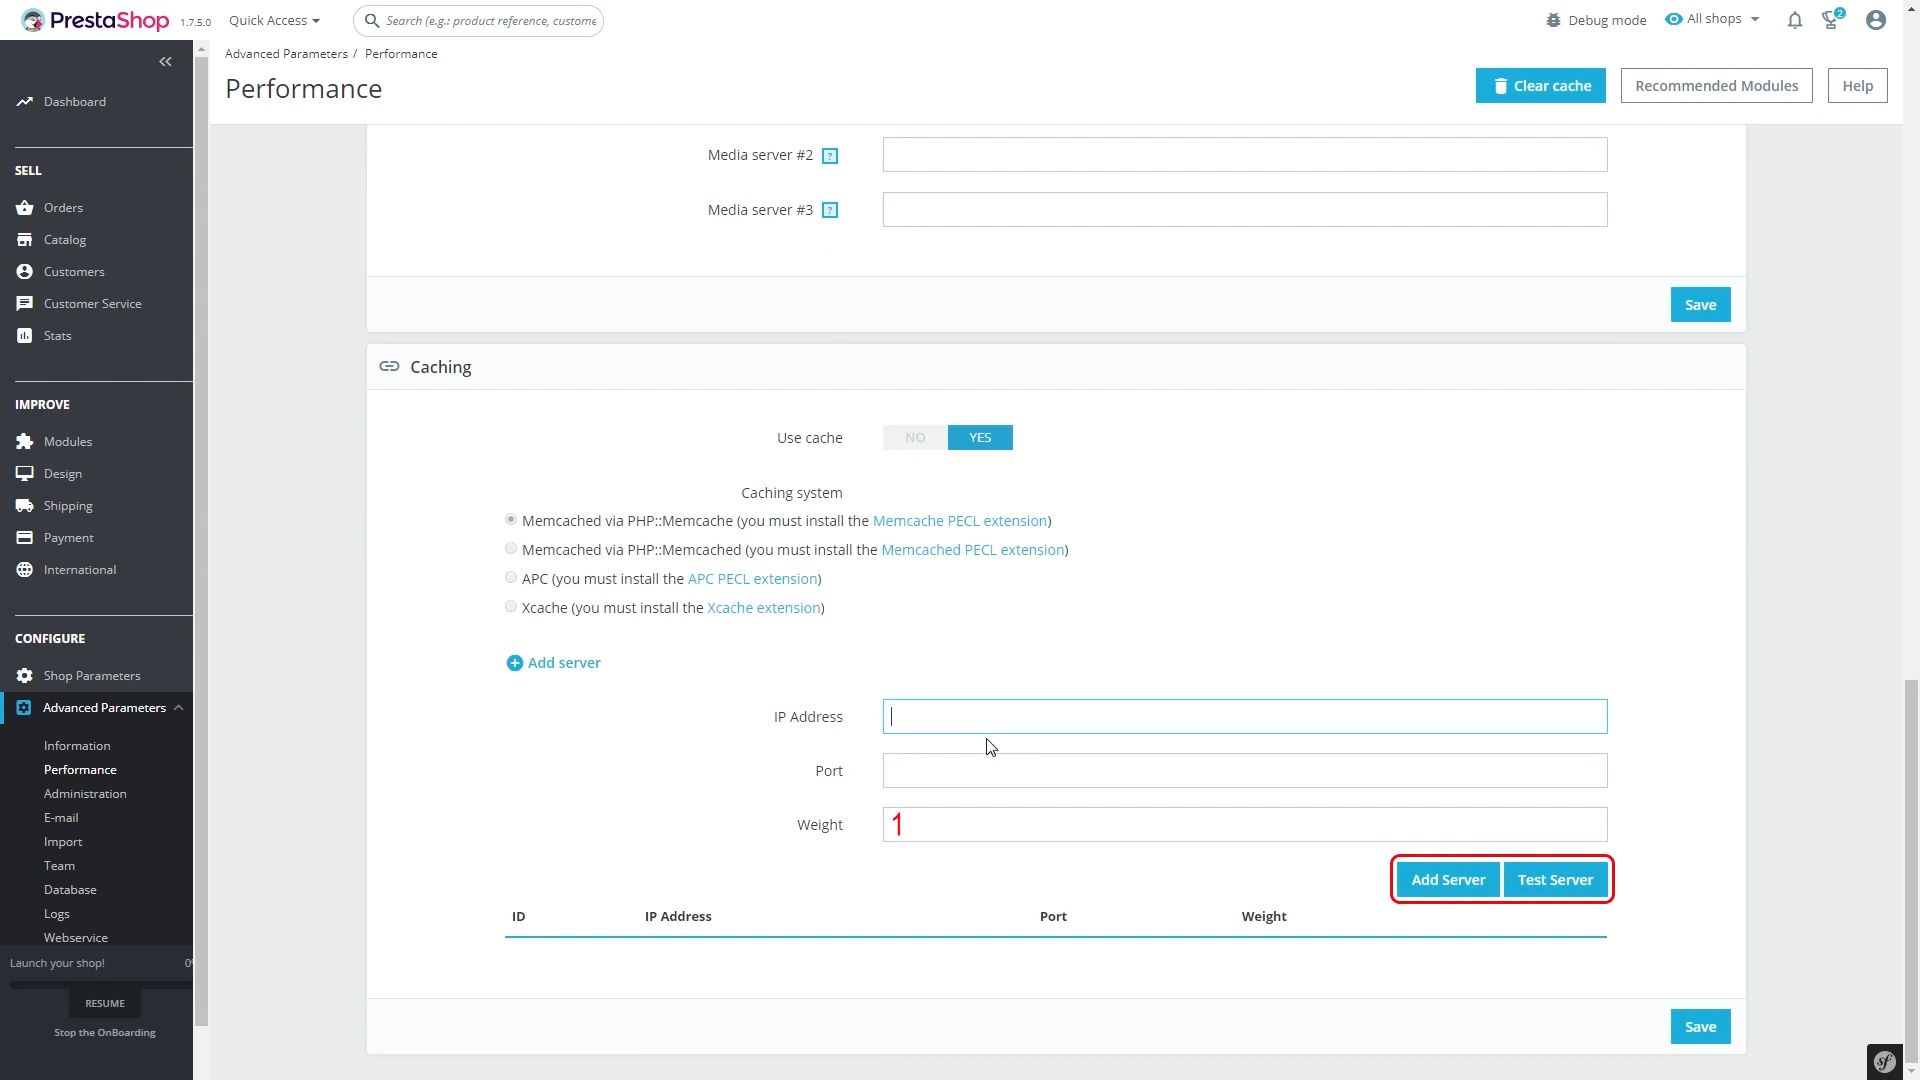 PrestaShop 1.7.5.0 Quick Access Search (e.g.: product reference, custome Debug mode All shops 2
Advanced Parameters / Performance
Performance
Clear cache Recommended Modules Help
Dashboard
SELL
Orders
Catalog
Customers
Customer Service
Stats
IMPROVE
Modules
Design
Shipping
Payment
International
CONFIGURE
Shop Parameters
Advanced Parameters
Information
Performance
Administration
E-mail
Import
Team
Database
Logs
Webservice
Launch your shop! 0%
RESUME
Stop the OnBoarding
Media server #2 ?
Media server #3 ?
Save
Caching
Use cache NO YES
Caching system
Memcached via PHP::Memcache (you must install the Memcache PECL extension)
Memcached via PHP::Memcached (you must install the Memcached PECL extension)
APC (you must install the APC PECL extension)
Xcache (you must install the Xcache extension)
Add server
IP Address
Port
Weight 1
Add Server Test Server
ID IP Address Port Weight
Save
sf